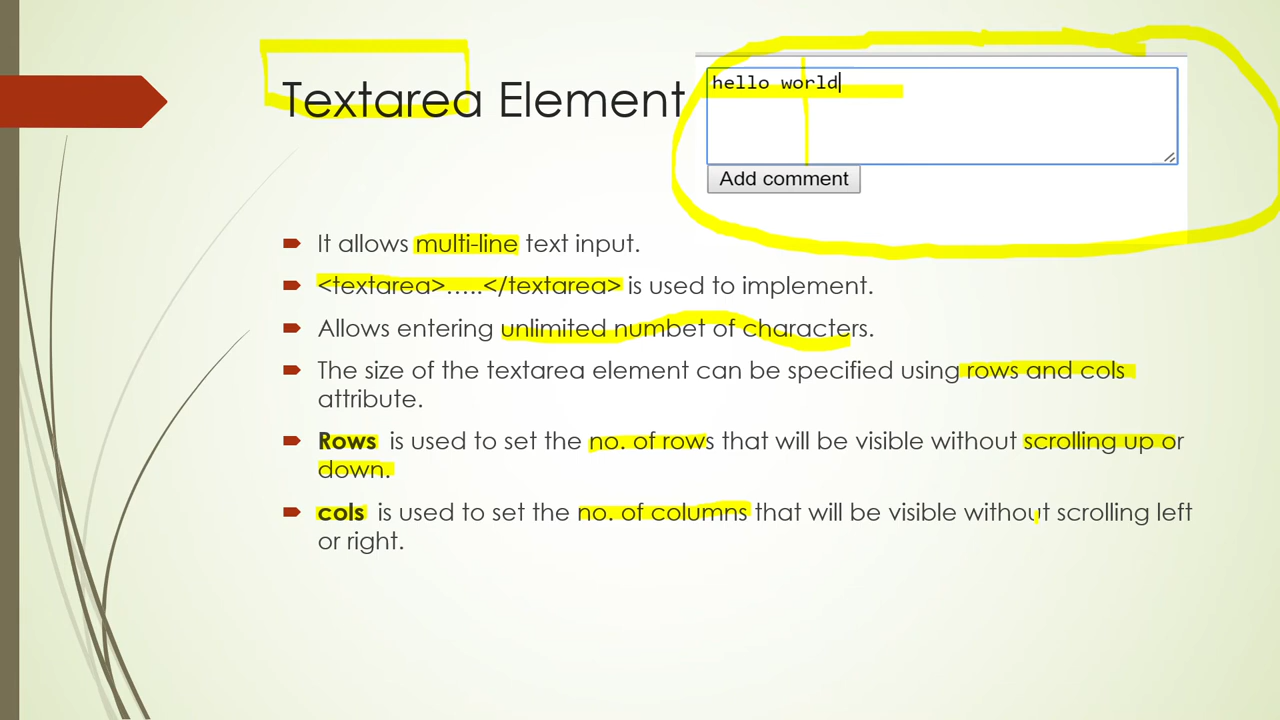 Textarea Element
hello world
Add comment
It allows multi-line text input.
<textarea>.....</textarea> is used to implement.
Allows entering unlimited numbet of characters.
The size of the textarea element can be specified using rows and cols
attribute.
Rows is used to set the no. of rows that will be visible without scrolling up or
down.
cols is used to set the no. of columns that will be visible without scrolling left
or right.